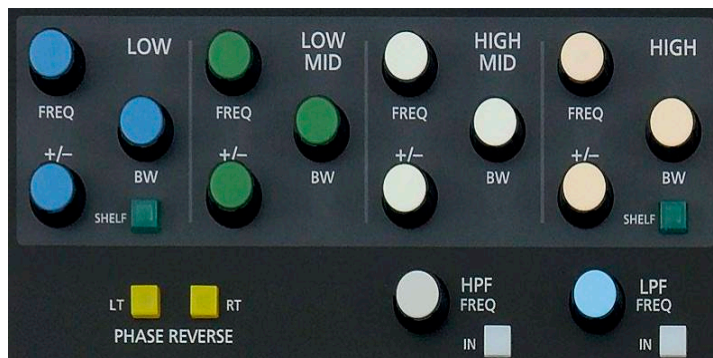 LOW
FREQ
+/–
BW
SHELF
LOW
MID
FREQ
+/–
BW
HIGH
MID
FREQ
+/–
BW
HIGH
FREQ
+/–
BW
SHELF
LT
RT
PHASE REVERSE
HPF
FREQ
IN
LPF
FREQ
IN